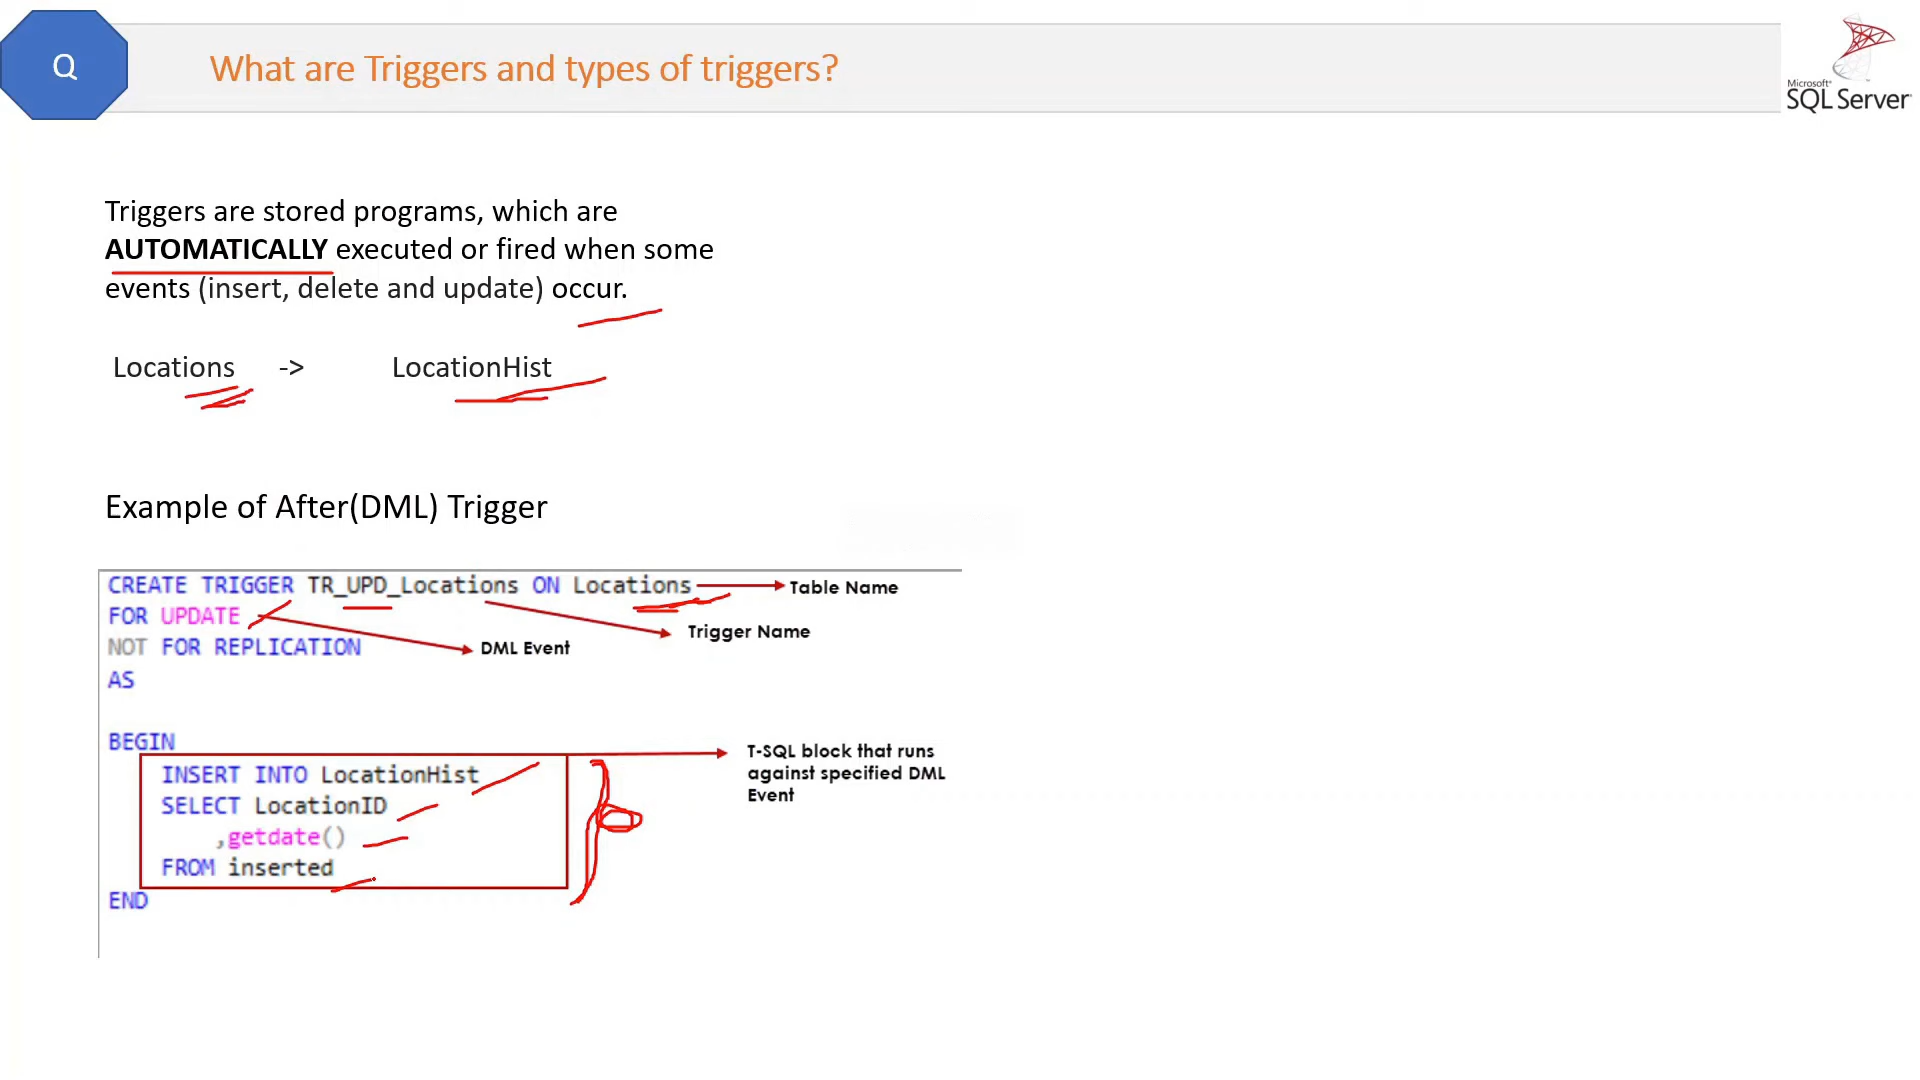 Q
What are Triggers and types of triggers?
Microsoft®
SQL Server
Triggers are stored programs, which are
AUTOMATICALLY executed or fired when some
events (insert, delete and update) occur.
Locations -> LocationHist
Example of After(DML) Trigger
CREATE TRIGGER TR_UPD_Locations ON Locations
Table Name
FOR UPDATE
Trigger Name
NOT FOR REPLICATION
DML Event
AS
BEGIN
T-SQL block that runs
against specified DML
Event
INSERT INTO LocationHist
SELECT LocationID
,getdate()
FROM inserted
END